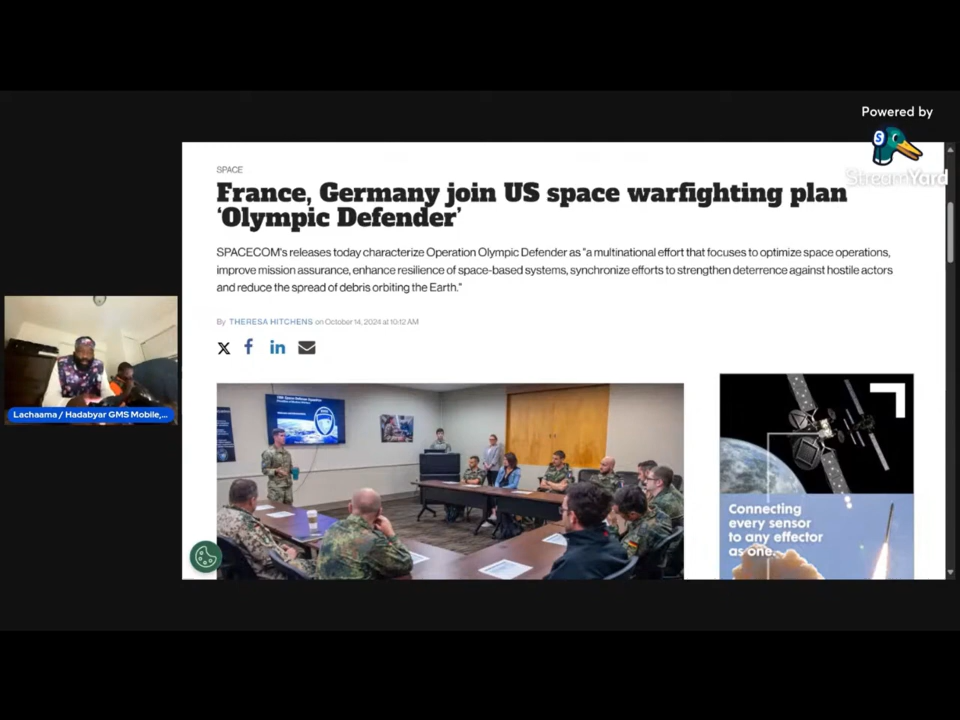 Powered by
S
StreamYard
SPACE
France, Germany join US space warfighting plan
‘Olympic Defender’
SPACECOM's releases today characterize Operation Olympic Defender as "a multinational effort that focuses to optimize space operations,
improve mission assurance, enhance resilience of space-based systems, synchronize efforts to strengthen deterrence against hostile actors
and reduce the spread of debris orbiting the Earth."
By THERESA HITCHENS on October 14, 2024 at 10:12 AM
Lachaama / Hadabyar GMS Mobile,...
Connecting
every sensor
to any effector
as one.